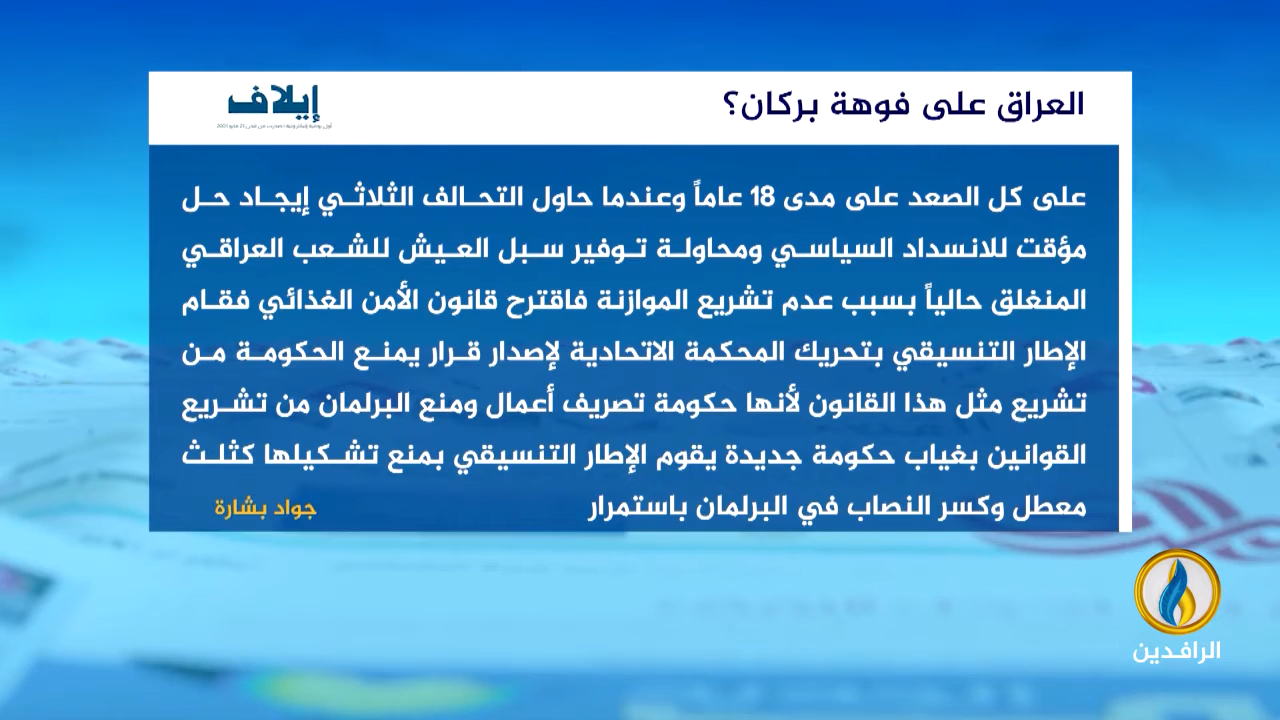 العراق على فوهة بركان؟
إيلاف
على كل الصعد على مدى 18 عاماً وعندما حاول التحالف الثلاثي إيجاد حل
مؤقت للانسداد السياسي ومحاولة توفير سبل العيش للشعب العراقي
المنغلق حالياً بسبب عدم تشريع الموازنة فاقترح قانون الأمن الغذائي فقام
الإطار التنسيقي بتحريك المحكمة الاتحادية لإصدار قرار يمنع الحكومة من
تشريع مثل هذا القانون لأنها حكومة تصريف أعمال ومنع البرلمان من تشريع
القوانين بغياب حكومة جديدة يقوم الإطار التنسيقي بمنع تشكيلها كثلث
معطل وكسر النصاب في البرلمان باستمرار
جواد بشارة
الرافدين